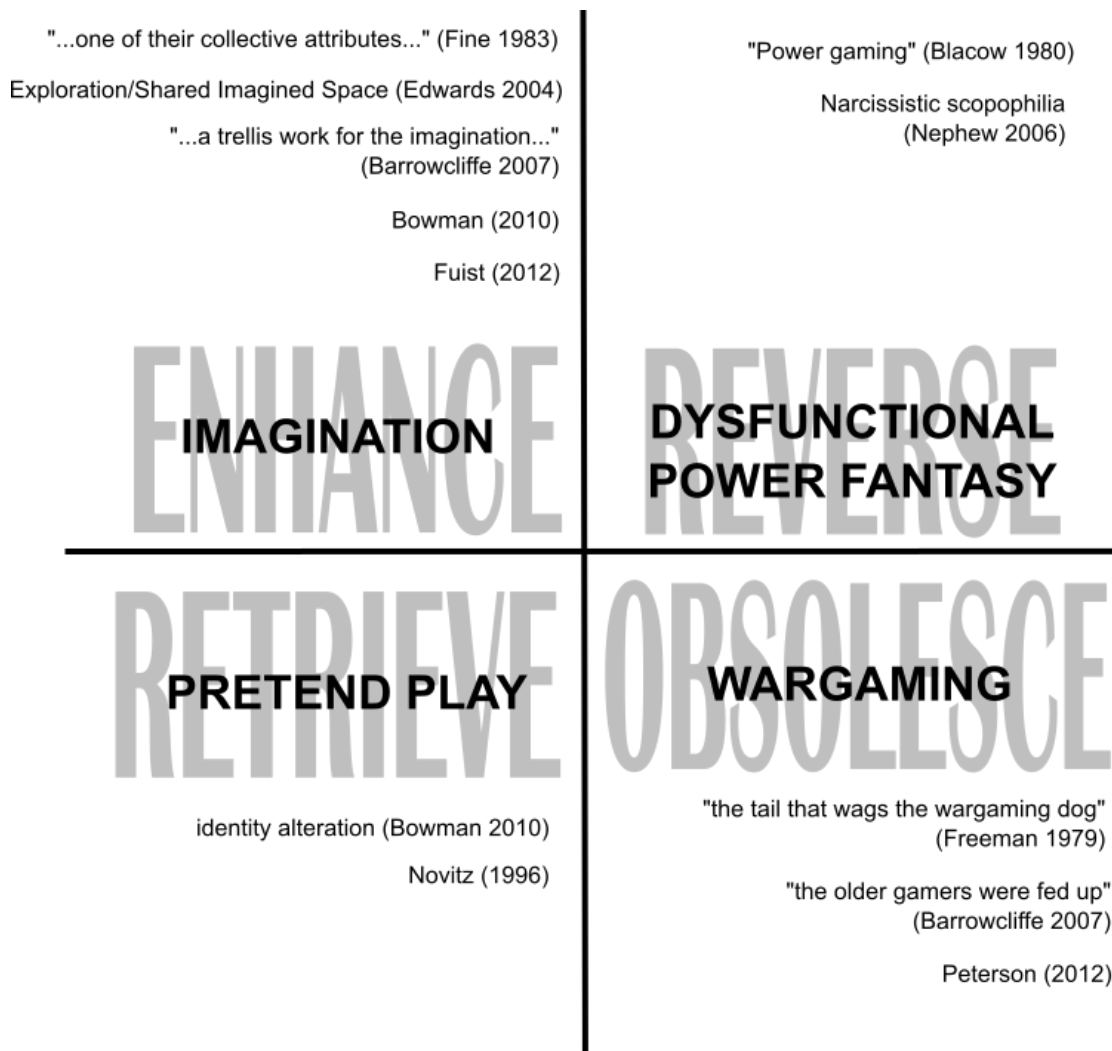 "...one of their collective attributes..." (Fine 1983)
Exploration/Shared Imagined Space (Edwards 2004)
"...a trellis work for the imagination..."
(Barrowcliffe 2007)
Bowman (2010)
Fuist (2012)
ENHANCE
IMAGINATION
"Power gaming" (Blacow 1980)
Narcissistic scopophilia
(Nephew 2006)
REVERSE
DYSFUNCTIONAL
POWER FANTASY
RETRIEVE
PRETEND PLAY
identity alteration (Bowman 2010)
Novitz (1996)
OBSOLESCE
WARGAMING
"the tail that wags the wargaming dog"
(Freeman 1979)
"the older gamers were fed up"
(Barrowcliffe 2007)
Peterson (2012)